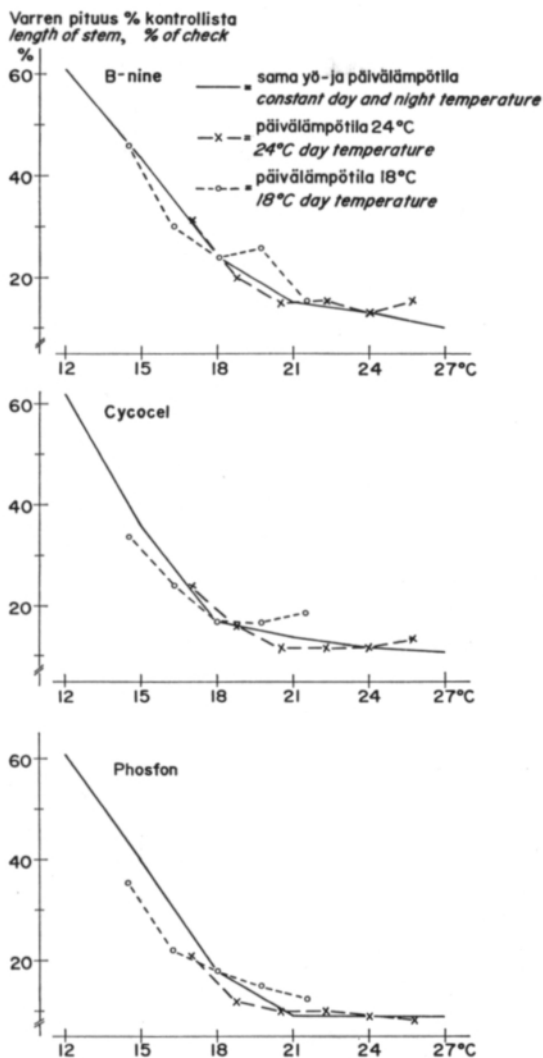 Varren pituus % kontrollista
length of stem, % of check
%
B-nine
sama yö-ja päivälämpötila
constant day and night temperature
päivälämpötila 24°C
24°C day temperature
päivälämpötila 18°C
18°C day temperature
60
40
20
12 15 18 21 24 27°C
Cycocel
60
40
20
12 15 18 21 24 27°C
Phosfon
60
40
20
12 15 18 21 24 27°C